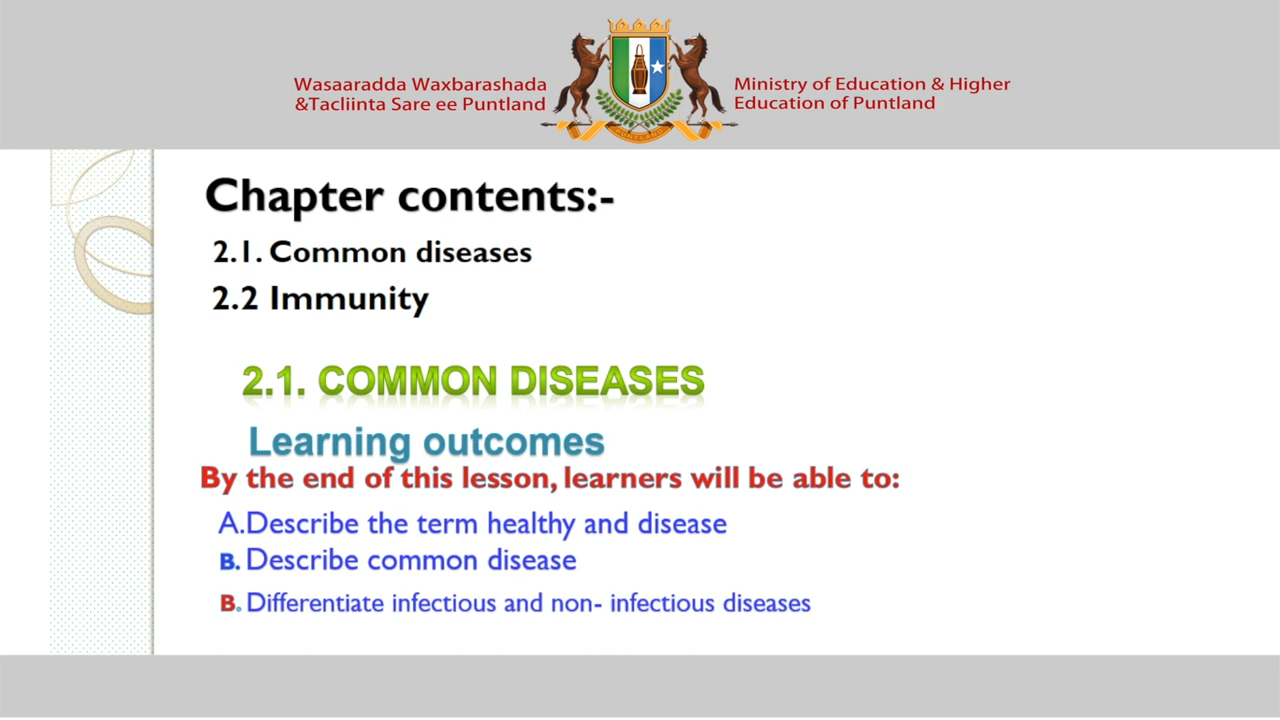 Wasaaradda Waxbarashada
&Tacliinta Sare ee Puntland
Ministry of Education & Higher
Education of Puntland
Chapter contents:-
2.1. Common diseases
2.2 Immunity
2.1. COMMON DISEASES
Learning outcomes
By the end of this lesson, learners will be able to:
A.Describe the term healthy and disease
B. Describe common disease
B. Differentiate infectious and non- infectious diseases